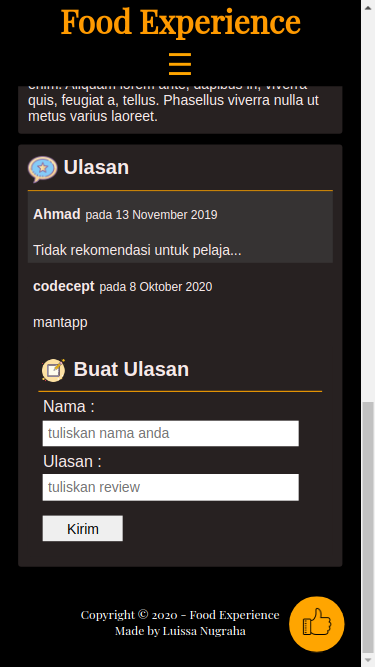 Food Experience
enim. Aliquam lorem ante, dapibus in, viverra
quis, feugiat a, tellus. Phasellus viverra nulla ut
metus varius laoreet.
Ulasan
Ahmad pada 13 November 2019
Tidak rekomendasi untuk pelaja...
codecept pada 8 Oktober 2020
mantapp
Buat Ulasan
Nama :
tuliskan nama anda
Ulasan :
tuliskan review
Kirim
Copyright © 2020 - Food Experience
Made by Luissa Nugraha